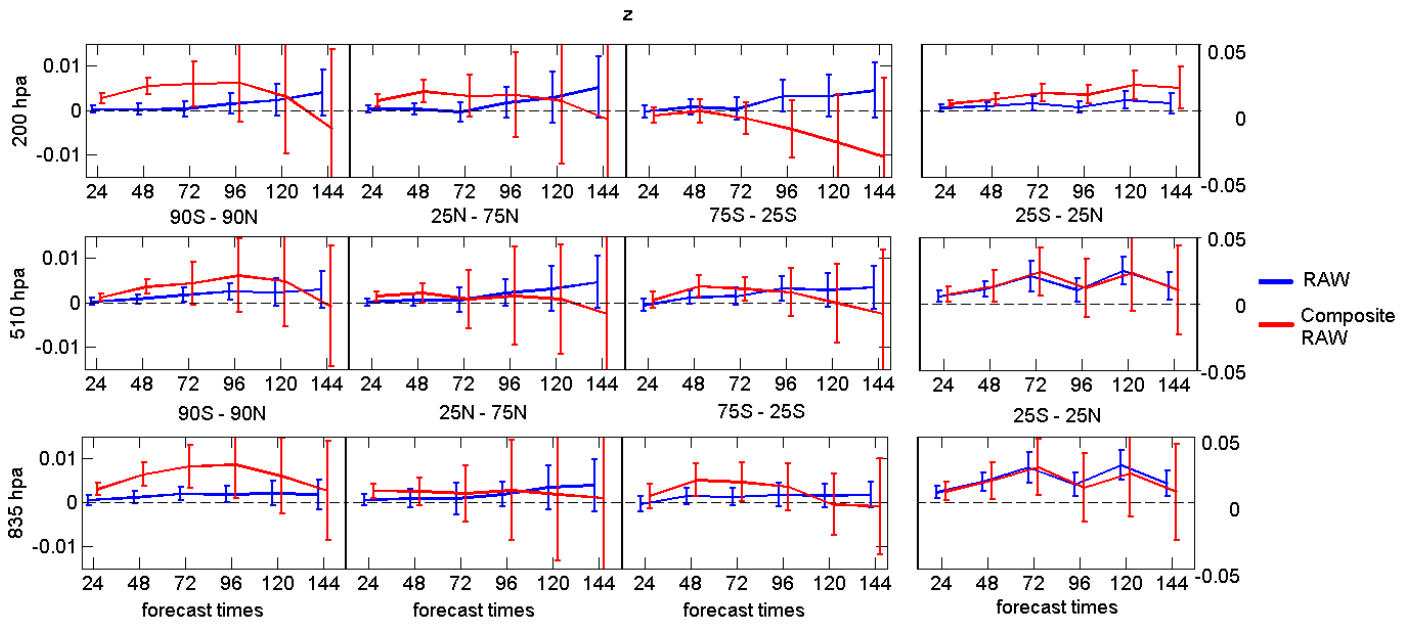 z
200 hpa
0.01
0
-0.01
0.05
0
-0.05
24 48 72 96 120 144
24 48 72 96 120 144
24 48 72 96 120 144
24 48 72 96 120 144
90S - 90N
25N - 75N
75S - 25S
25S - 25N
510 hpa
0.01
0
-0.01
0.05
0
-0.05
RAW
Composite
RAW
24 48 72 96 120 144
24 48 72 96 120 144
24 48 72 96 120 144
24 48 72 96 120 144
90S - 90N
25N - 75N
75S - 25S
25S - 25N
835 hpa
0.01
0
-0.01
0.05
0
-0.05
24 48 72 96 120 144
24 48 72 96 120 144
24 48 72 96 120 144
24 48 72 96 120 144
forecast times
forecast times
forecast times
forecast times